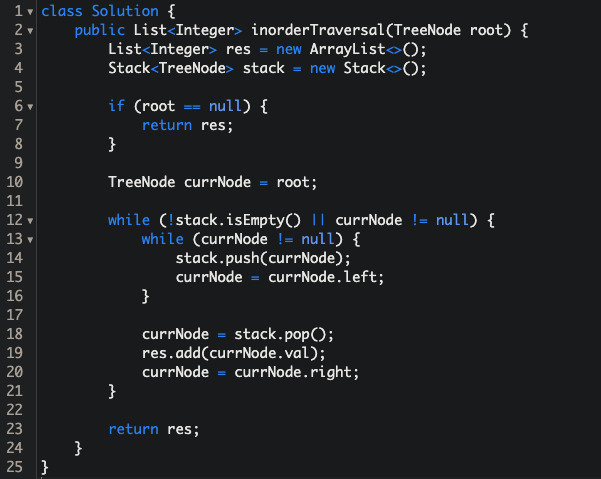 1 class Solution {
2     public List<Integer> inorderTraversal(TreeNode root) {
3         List<Integer> res = new ArrayList<>();
4         Stack<TreeNode> stack = new Stack<>();
5
6         if (root == null) {
7             return res;
8         }
9
10         TreeNode currNode = root;
11
12         while (!stack.isEmpty() || currNode != null) {
13             while (currNode != null) {
14                 stack.push(currNode);
15                 currNode = currNode.left;
16             }
17
18             currNode = stack.pop();
19             res.add(currNode.val);
20             currNode = currNode.right;
21         }
22
23         return res;
24     }
25 }